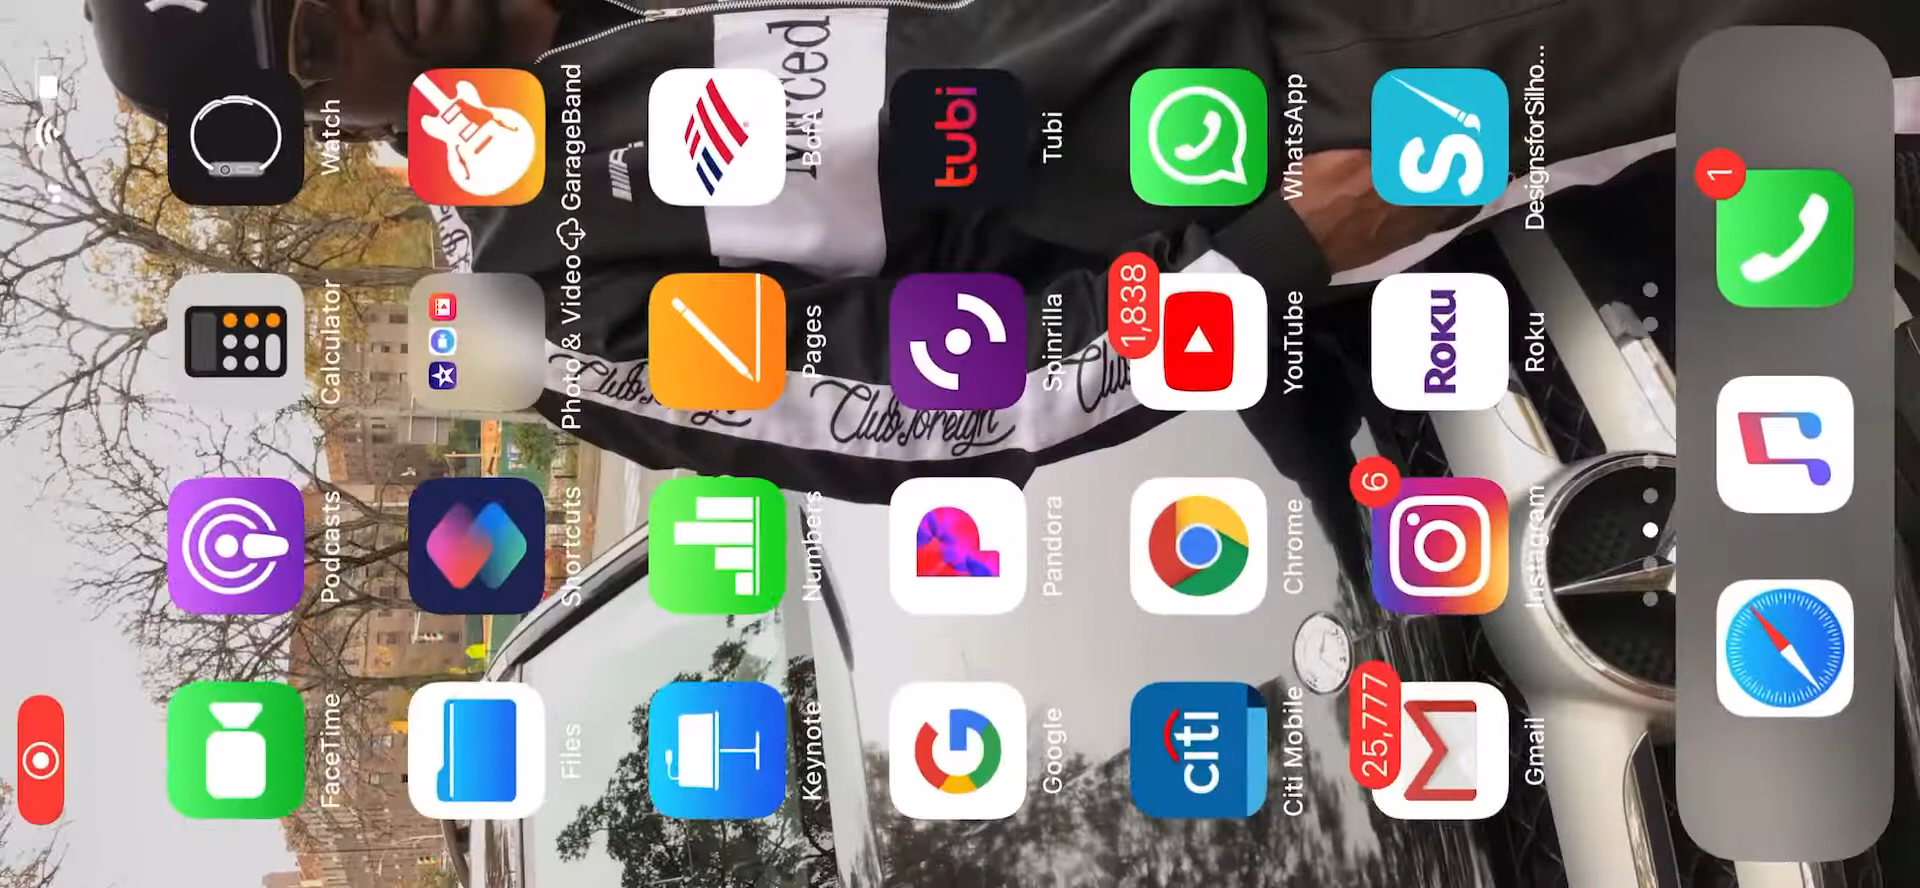 FaceTime
Podcasts
Calculator
Watch
Files
Shortcuts
Photo & Video
GarageBand
Keynote
Numbers
Pages
BofA
tubi
Google
Pandora
Spinrilla
Tubi
citi
1,838
Citi Mobile
Chrome
YouTube
WhatsApp
25,777
6
Roku
S
Gmail
Instagram
Roku
DesignsforSilho...
1
Club Foreign